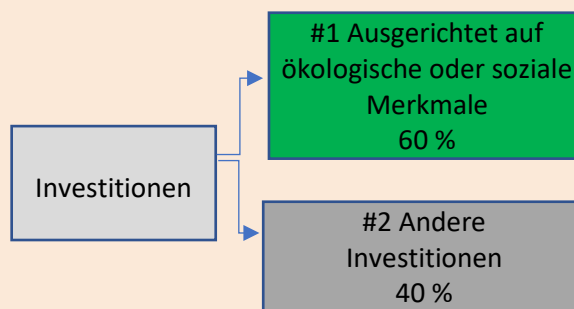 #1 Ausgerichtet auf
ökologische oder soziale
Merkmale
60 %
Investitionen
#2 Andere
Investitionen
40 %